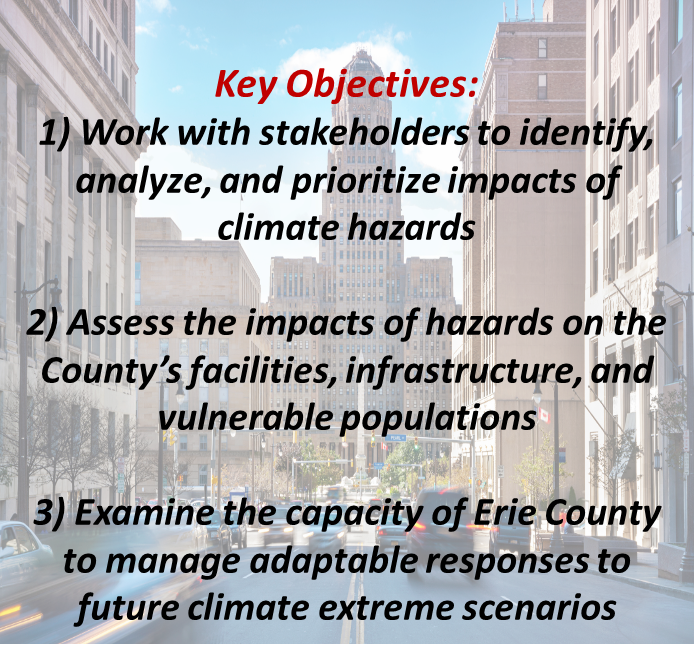 Key Objectives:
1) Work with stakeholders to identify,
analyze, and prioritize impacts of
climate hazards
2) Assess the impacts of hazards on the
County’s facilities, infrastructure, and
vulnerable populations
3) Examine the capacity of Erie County
to manage adaptable responses to
future climate extreme scenarios